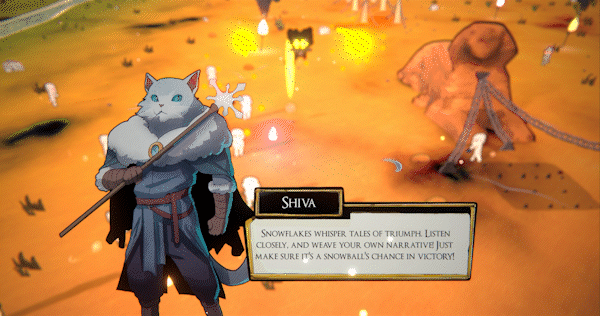 Shiva
Snowflakes whisper tales of triumph. Listen
closely, and weave your own narrative! Just
make sure it's a snowball's chance in victory!